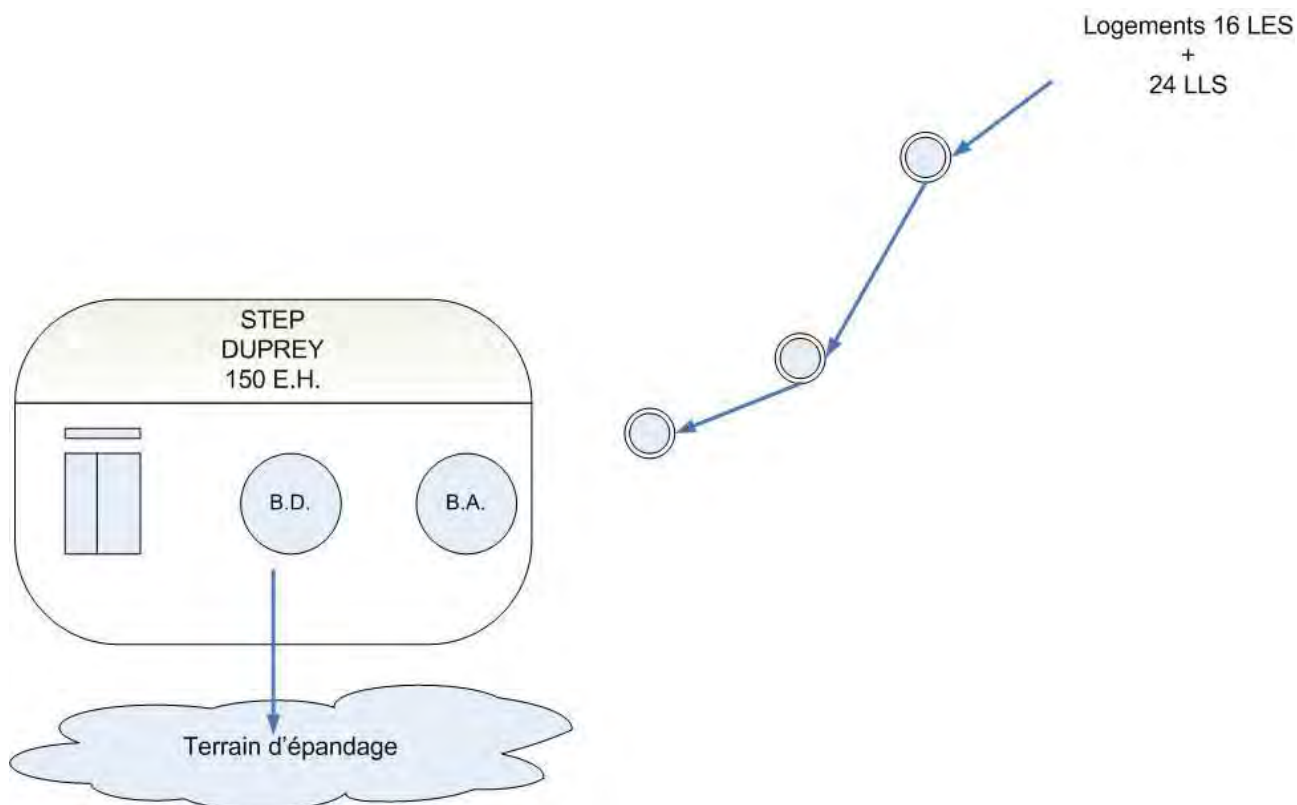 Logements 16 LES
+
24 LLS
STEP
DUPREY
150 E.H.
B.D.
B.A.
Terrain d'épandage